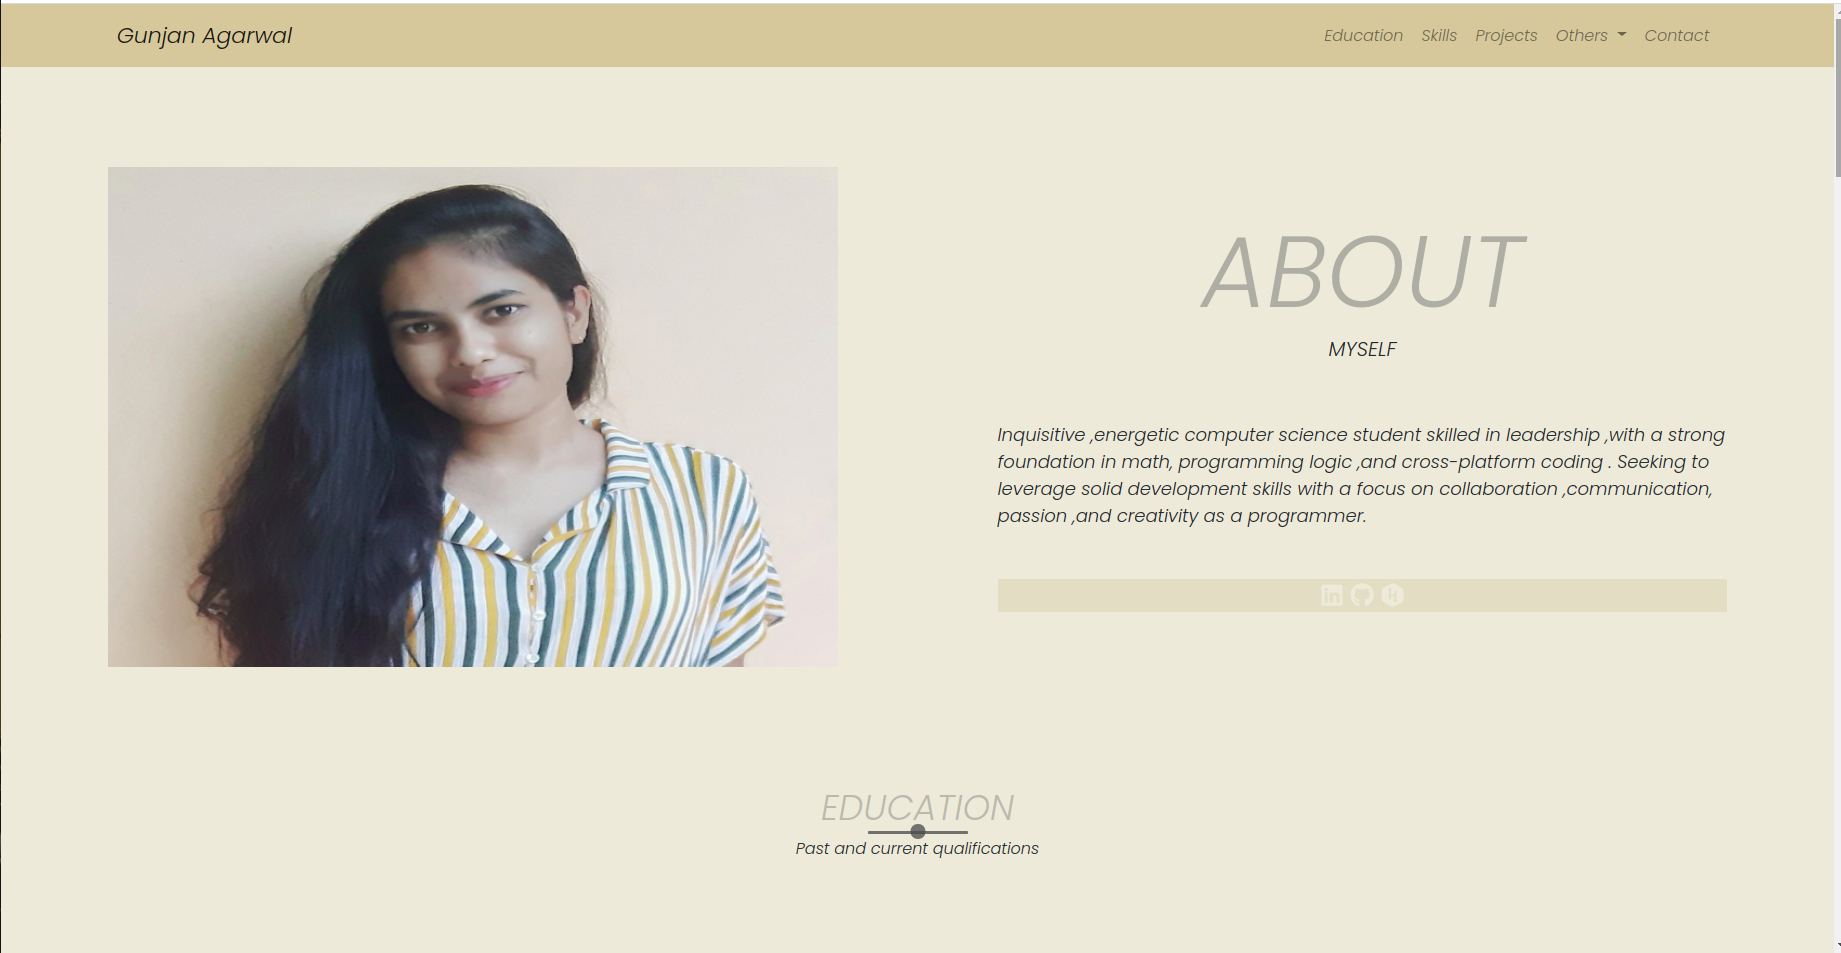 Gunjan Agarwal
Education Skills Projects Others Contact
ABOUT
MYSELF
Inquisitive ,energetic computer science student skilled in leadership ,with a strong
foundation in math, programming logic ,and cross-platform coding . Seeking to
leverage solid development skills with a focus on collaboration ,communication,
passion ,and creativity as a programmer.
EDUCATION
Past and current qualifications